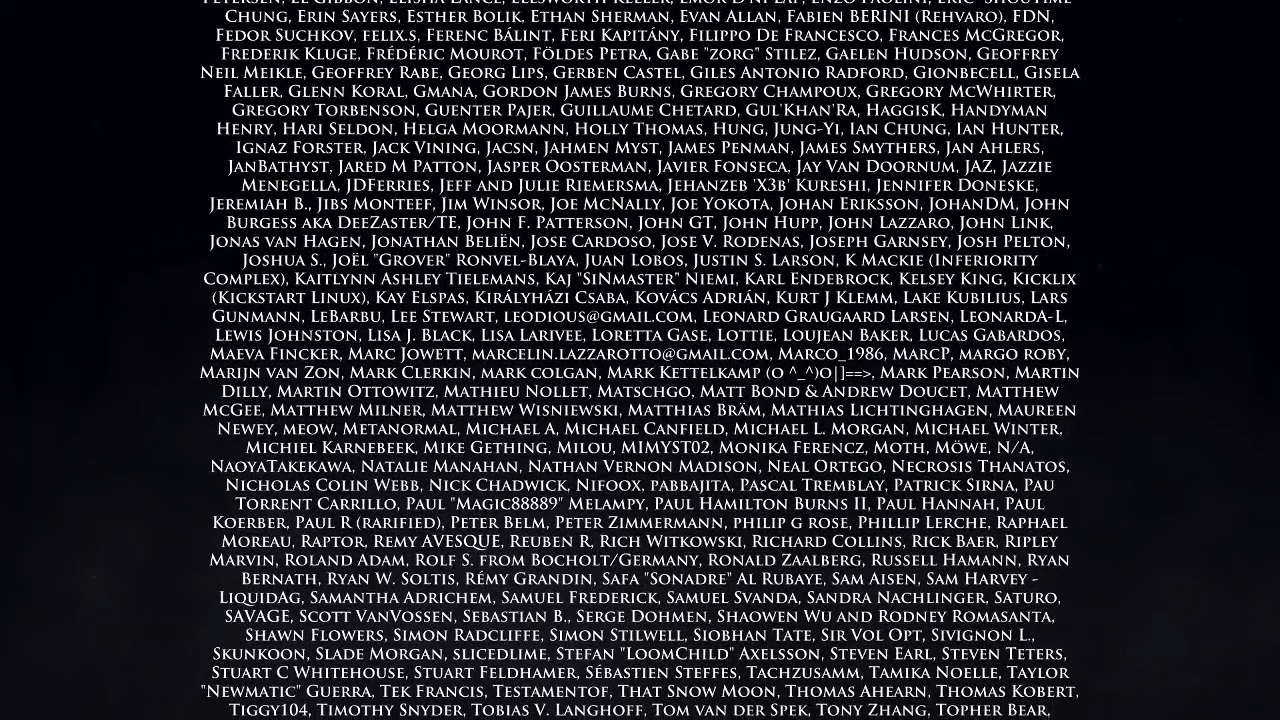 Chung, Erin Sayers, Esther Bolik, Ethan Sherman, Evan Allan, Fabien BERINI (Rehvaro), FDN,
Fedor Suchkov, felix.s, Ferenc Bálint, Feri Kapitány, Filippo De Francesco, Frances McGregor,
Frederik Kluge, Frédéric Mourot, Földes Petra, Gabe "zorg" Stilez, Gaelen Hudson, Geoffrey
Neil Meikle, Geoffrey Rabe, Georg Lips, Gerben Castel, Giles Antonio Radford, Gionbecell, Gisela
Faller, Glenn Koral, Gmana, Gordon James Burns, Gregory Champoux, Gregory McWhirter,
Gregory Torbenson, Guenter Pajer, Guillaume Chetard, Gul'Khan'Ra, HaggisK, Handyman
Henry, Hari Seldon, Helga Moormann, Holly Thomas, Hung, Jung-Yi, Ian Chung, Ian Hunter,
Ignaz Forster, Jack Vining, Jacsn, Jahmen Myst, James Penman, James Smythers, Jan Ahlers,
JanBathyst, Jared M Patton, Jasper Oosterman, Javier Fonseca, Jay Van Doornum, JAZ, Jazzie
Menegella, JDFerries, Jeff and Julie Riemersma, Jehanzeb 'X3b' Kureshi, Jennifer Doneske,
Jeremiah B., Jibs Monteef, Jim Winsor, Joe McNally, Joe Yokota, Johan Eriksson, JohanDM, John
Burgess aka DeeZaster/TE, John F. Patterson, John GT, John Hupp, John Lazzaro, John Link,
Jonas van Hagen, Jonathan Beliën, Jose Cardoso, Jose V. Rodenas, Joseph Garnsey, Josh Pelton,
Joshua S., Joël "Grover" Ronvel-Blaya, Juan Lobos, Justin S. Larson, K Mackie (Inferiority
Complex), Kaitlynn Ashley Tielemans, Kaj "SiNmaster" Niemi, Karl Endebrock, Kelsey King, Kicklix
(Kickstart Linux), Kay Elspas, Királyházi Csaba, Kovács Adrián, Kurt J Klemm, Lake Kubilius, Lars
Gunmann, LeBarbu, Lee Stewart, leodious@gmail.com, Leonard Graugaard Larsen, LeonardA-L,
Lewis Johnston, Lisa J. Black, Lisa Larivee, Loretta Gase, Lottie, Loujean Baker, Lucas Gabardos,
Maeva Fincker, Marc Jowett, marcelin.lazzarotto@gmail.com, Marco_1986, MarcP, margo roby,
Marijn van Zon, Mark Clerkin, mark colgan, Mark Kettelkamp (o ^_^)o|]==>, Mark Pearson, Martin
Dilly, Martin Ottowitz, Mathieu Nollet, Matschgo, Matt Bond & Andrew Doucet, Matthew
McGee, Matthew Milner, Matthew Wisniewski, Matthias Bräm, Mathias Lichtinghagen, Maureen
Newey, meow, Metanormal, Michael A, Michael Canfield, Michael L. Morgan, Michael Winter,
Michiel Karnebeek, Mike Gething, Milou, MIMYST02, Monika Ferencz, Moth, Möwe, N/A,
NaoyaTakekawa, Natalie Manahan, Nathan Vernon Madison, Neal Ortego, Necrosis Thanatos,
Nicholas Colin Webb, Nick Chadwick, Nifoox, pabbajita, Pascal Tremblay, Patrick Sirna, Pau
Torrent Carrillo, Paul "Magic88889" Melampy, Paul Hamilton Burns II, Paul Hannah, Paul
Koerber, Paul R (rarified), Peter Belm, Peter Zimmermann, philip g rose, Phillip Lerche, Raphael
Moreau, Raptor, Remy AVESQUE, Reuben R, Rich Witkowski, Richard Collins, Rick Baer, Ripley
Marvin, Roland Adam, Rolf S. from Bocholt/Germany, Ronald Zaalberg, Russell Hamann, Ryan
Bernath, Ryan W. Soltis, Rémy Grandin, Safa "Sonadre" Al Rubaye, Sam Aisen, Sam Harvey -
LiquidAg, Samantha Adrichem, Samuel Frederick, Samuel Svanda, Sandra Nachlinger, Saturo,
SAVAGE, Scott VanVossen, Sebastian B., Serge Dohmen, Shaowen Wu and Rodney Romasanta,
Shawn Flowers, Simon Radcliffe, Simon Stilwell, Siobhan Tate, Sir Vol Opt, Sivignon L.,
Skunkoon, Slade Morgan, slicedlime, Stefan "LoomChild" Axelsson, Steven Earl, Steven Teters,
Stuart C Whitehouse, Stuart Feldhamer, Sébastien Steffes, Tachzusamm, Tamika Noelle, Taylor
"Newmatic" Guerra, Tek Francis, Testamentof, That Snow Moon, Thomas Ahearn, Thomas Kobert,
Tiggy104, Timothy Snyder, Tobias V. Langhoff, Tom van der Spek, Tony Zhang, Topher Bear,